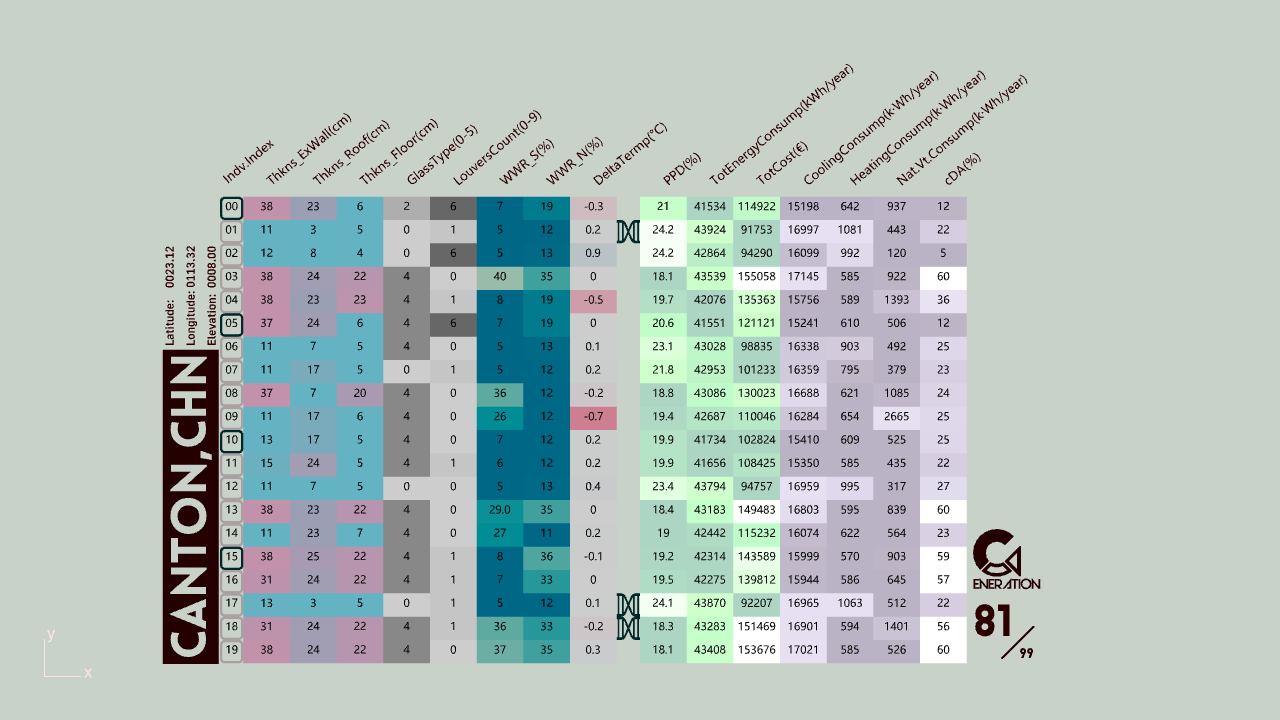 Indv.Index Thkns_ExWall(cm) Thkns_Roof(cm) Thkns_Floor(cm) GlassType(0-5) LouversCount(0-9) WWR_S(%) WWR_N(%) DeltaTermp(°C) PPD(%) TotEnergyConsump(kWh/year) TotCost(€) CoolingConsump(k·Wh/year) HeatingConsump(k·Wh/year) Nat.Vt.Consump(k·Wh/year) cDA(%)
00 38 23 6 2 6 7 19 -0.3 21 41534 114922 15198 642 937 12
01 11 3 5 0 1 5 12 0.2 24.2 43924 91753 16997 1081 443 22
02 12 8 4 0 6 5 13 0.9 24.2 42864 94290 16099 992 120 5
03 38 24 22 4 0 40 35 0 18.1 43539 155058 17145 585 922 60
04 38 23 23 4 1 8 19 -0.5 19.7 42076 135363 15756 589 1393 36
05 37 24 6 4 6 7 19 0 20.6 41551 121121 15241 610 506 12
06 11 7 5 4 0 5 13 0.1 23.1 43028 98835 16338 903 492 25
07 11 17 5 0 1 5 12 0.2 21.8 42953 101233 16359 795 379 23
08 37 7 20 4 0 36 12 -0.2 18.8 43086 130023 16688 621 1085 24
09 11 17 6 4 0 26 12 -0.7 19.4 42687 110046 16284 654 2665 25
10 13 17 5 4 0 7 12 0.2 19.9 41734 102824 15410 609 525 25
11 15 24 5 4 1 6 12 0.2 19.9 41656 108425 15350 585 435 22
12 11 7 5 0 0 5 13 0.4 23.4 43794 94757 16959 995 317 27
13 38 23 22 4 0 29.0 35 0 18.4 43183 149483 16803 595 839 60
14 11 23 7 4 0 27 11 0.2 19 42442 115232 16074 622 564 23
15 38 25 22 4 1 8 36 -0.1 19.2 42314 143589 15999 570 903 59
16 31 24 22 4 1 7 33 0 19.5 42275 139812 15944 586 645 57
17 13 3 5 0 1 5 12 0.1 24.1 43870 92207 16965 1063 512 22
18 31 24 22 4 1 36 33 -0.2 18.3 43283 151469 16901 594 1401 56
19 38 24 22 4 0 37 35 0.3 18.1 43408 153676 17021 585 526 60
Latitude: 0023.12
Longitude: 0113.32
Elevation: 0008.00
CANTON,CHN
GENERATION
81/99
y
x